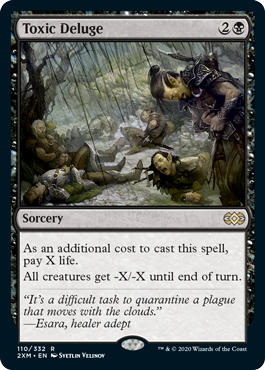 Toxic Deluge 2
Sorcery
As an additional cost to cast this spell,
pay X life.
All creatures get -X/-X until end of turn.
“It’s a difficult task to quarantine a plague
that moves with the clouds.”
—Esara, healer adept
110/332 R
2XM • EN Svetlin Velinov
™ & © 2020 Wizards of the Coast